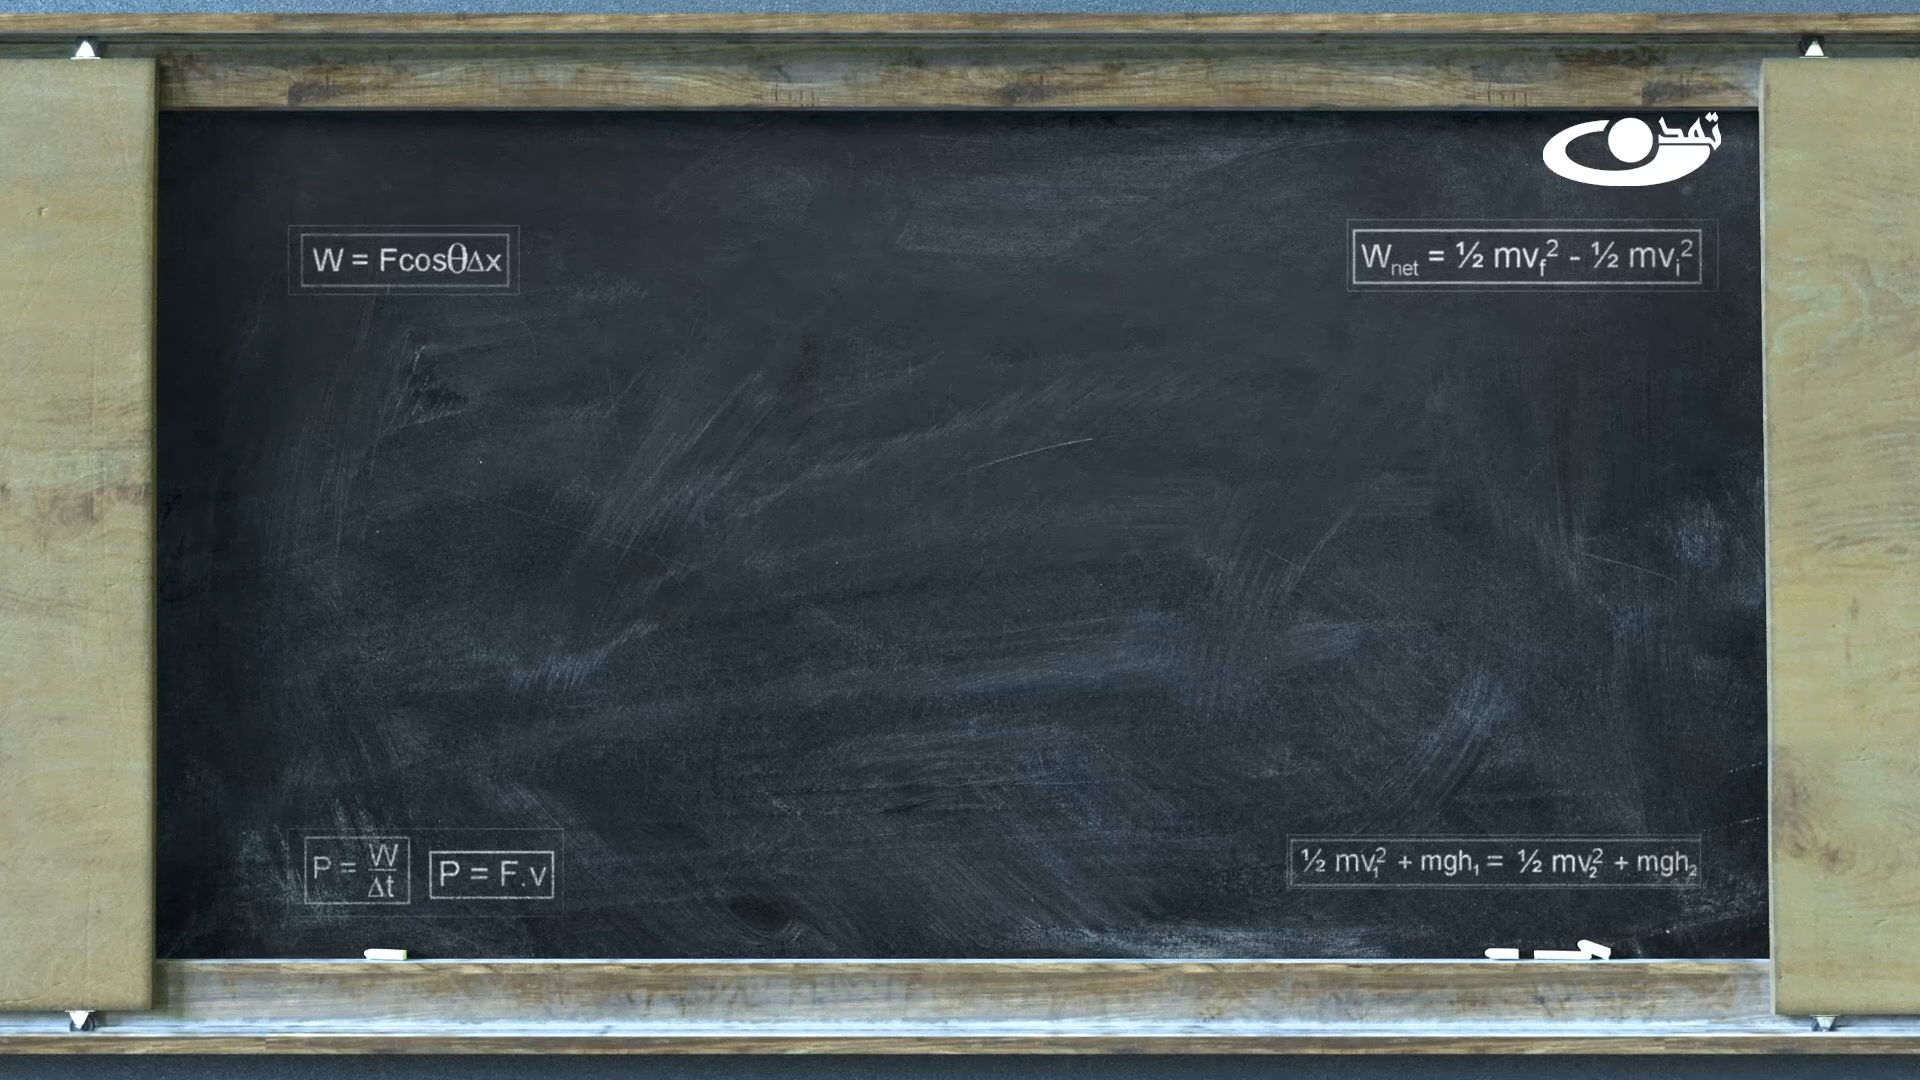 تمدن
W = Fcosθ∆x
Wnet = ½ mvf² - ½ mvi²
P = W/∆t
P = F.v
½ mv₁² + mgh₁ = ½ mv₂² + mgh₂